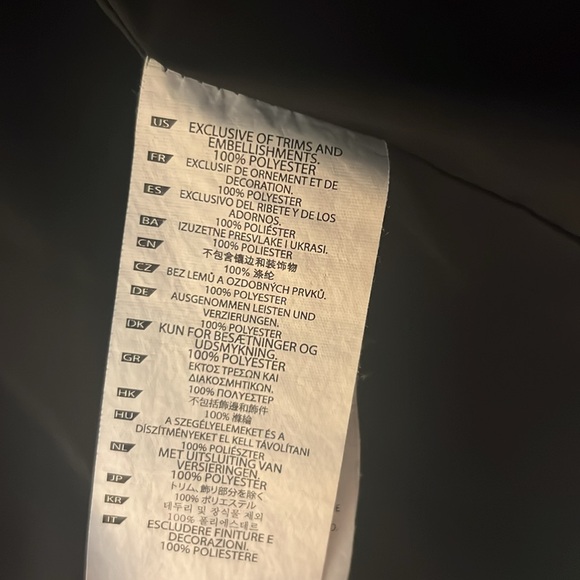 US EXCLUSIVE OF TRIMS AND
EMBELLISHMENTS.
100% POLYESTER
FR EXCLUSIF DE ORNEMENT ET DE
DECORATION.
100% POLYESTER
ES EXCLUSIVO DEL RIBETE Y DE LOS
ADORNOS.
100% POLIÉSTER
BA IZUZETNE PRESVLAKE I UKRASI.
100% POLIESTER
CN 不包含镶边和装饰物
100% 涤纶
CZ BEZ LEMŮ A OZDOBNÝCH PRVKŮ.
100% POLYESTER
DE AUSGENOMMEN LEISTEN UND
VERZIERUNGEN.
100% POLYESTER
DK KUN FOR BESÆTNINGER OG
UDSMYKNING.
100% POLYESTER
GR ΕΚΤΟΣ ΤΡΕΣΩΝ ΚΑΙ
ΔΙΑΚΟΣΜΗΤΙΚΩΝ.
100% ΠΟΛΥΕΣΤΕΡ
HK 不包括飾邊和飾件
100% 滌綸
HU A SZEGÉLYELEMEKET ÉS A
DÍSZÍTMÉNYEKET EL KELL TÁVOLÍTANI
100% POLIÉSZTER
NL MET UITSLUITING VAN
VERSIERINGEN.
100% POLYESTER
JP トリム、飾り部分を除く
100% ポリエステル
KR 테두리 및 장식물 제외
100% 폴리에스테르
IT ESCLUDERE FINITURE E
DECORAZIONI.
100% POLIESTERE